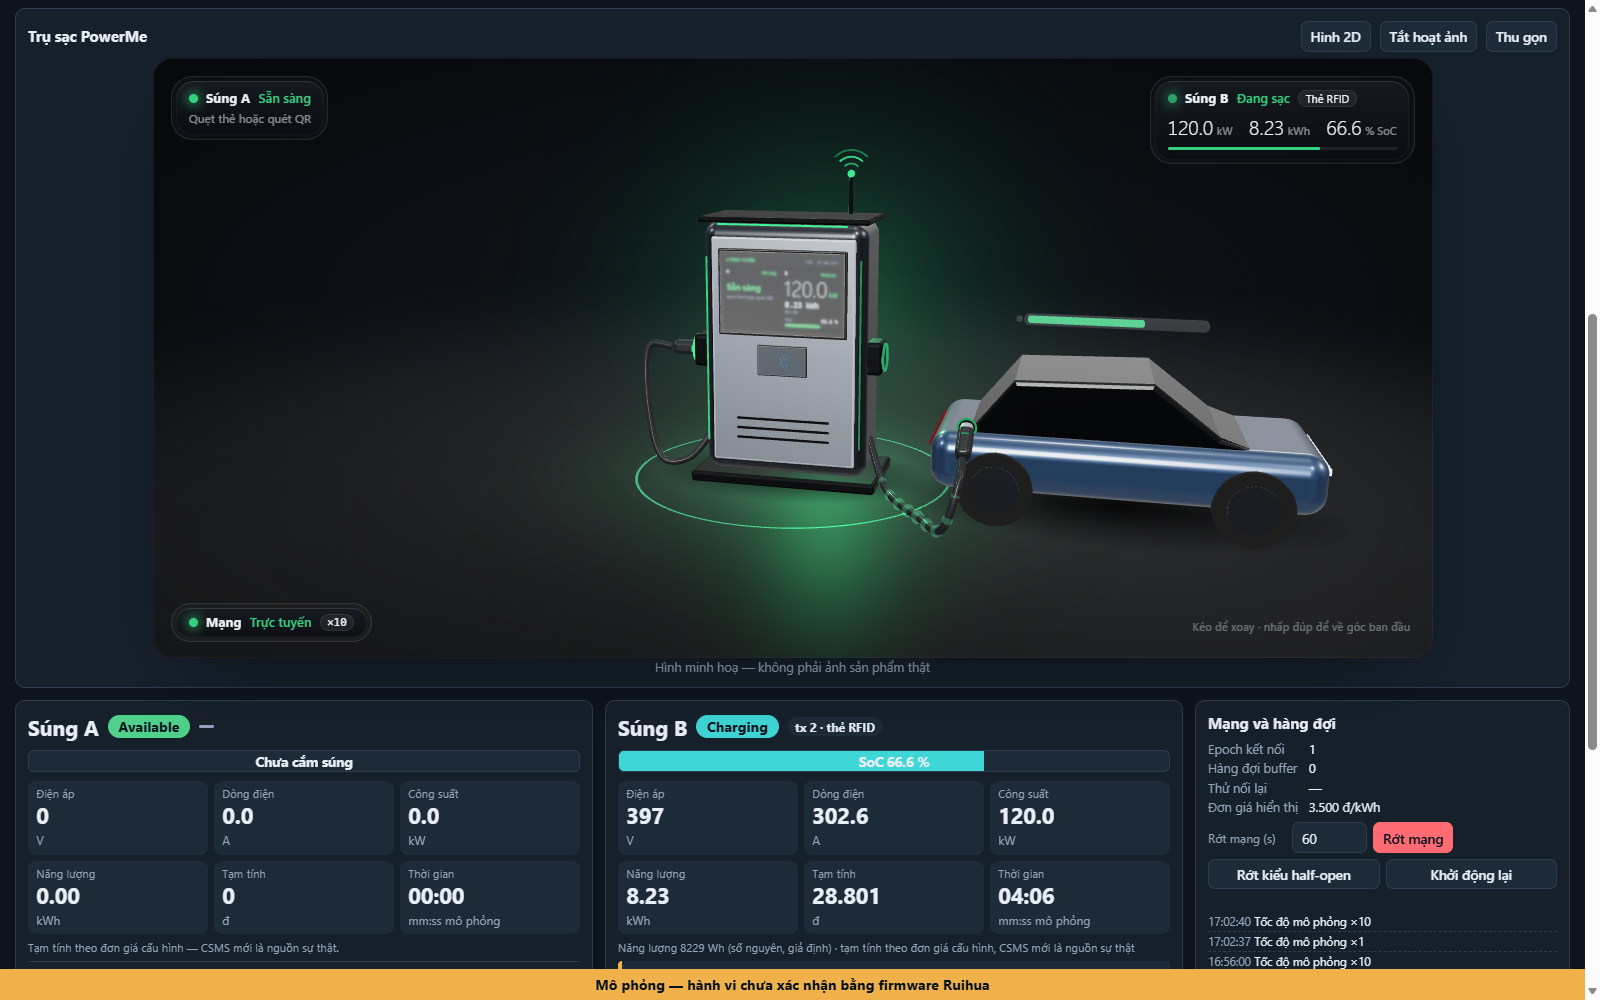 Trụ sạc PowerMe
Hình 2D
Tắt hoạt ảnh
Thu gọn
Súng A Sẵn sàng
Quẹt thẻ hoặc quét QR
Súng B Đang sạc Thẻ RFID
120.0 kW 8.23 kWh 66.6 % SoC
Sẵn sàng
120.0
8.23 kWh
66.6 %
Mạng Trực tuyến ×10
Kéo để xoay · nhấp đúp để về góc ban đầu
Hình minh hoạ — không phải ảnh sản phẩm thật
Súng A Available —
Chưa cắm súng
Điện áp
0
V
Dòng điện
0.0
A
Công suất
0.0
kW
Năng lượng
0.00
kWh
Tạm tính
0
đ
Thời gian
00:00
mm:ss mô phỏng
Tạm tính theo đơn giá cấu hình — CSMS mới là nguồn sự thật.
Súng B Charging tx 2 · thẻ RFID
SoC 66.6 %
Điện áp
397
V
Dòng điện
302.6
A
Công suất
120.0
kW
Năng lượng
8.23
kWh
Tạm tính
28.801
đ
Thời gian
04:06
mm:ss mô phỏng
Năng lượng 8229 Wh (số nguyên, giả định) · tạm tính theo đơn giá cấu hình, CSMS mới là nguồn sự thật
Mạng và hàng đợi
Epoch kết nối 1
Hàng đợi buffer 0
Thử nối lại —
Đơn giá hiển thị 3.500 đ/kWh
Rớt mạng (s) 60 Rớt mạng
Rớt kiểu half-open
Khởi động lại
17:02:40 Tốc độ mô phỏng ×10
17:02:37 Tốc độ mô phỏng ×1
16:56:00 Tốc độ mô phỏng ×10
Mô phỏng — hành vi chưa xác nhận bằng firmware Ruihua